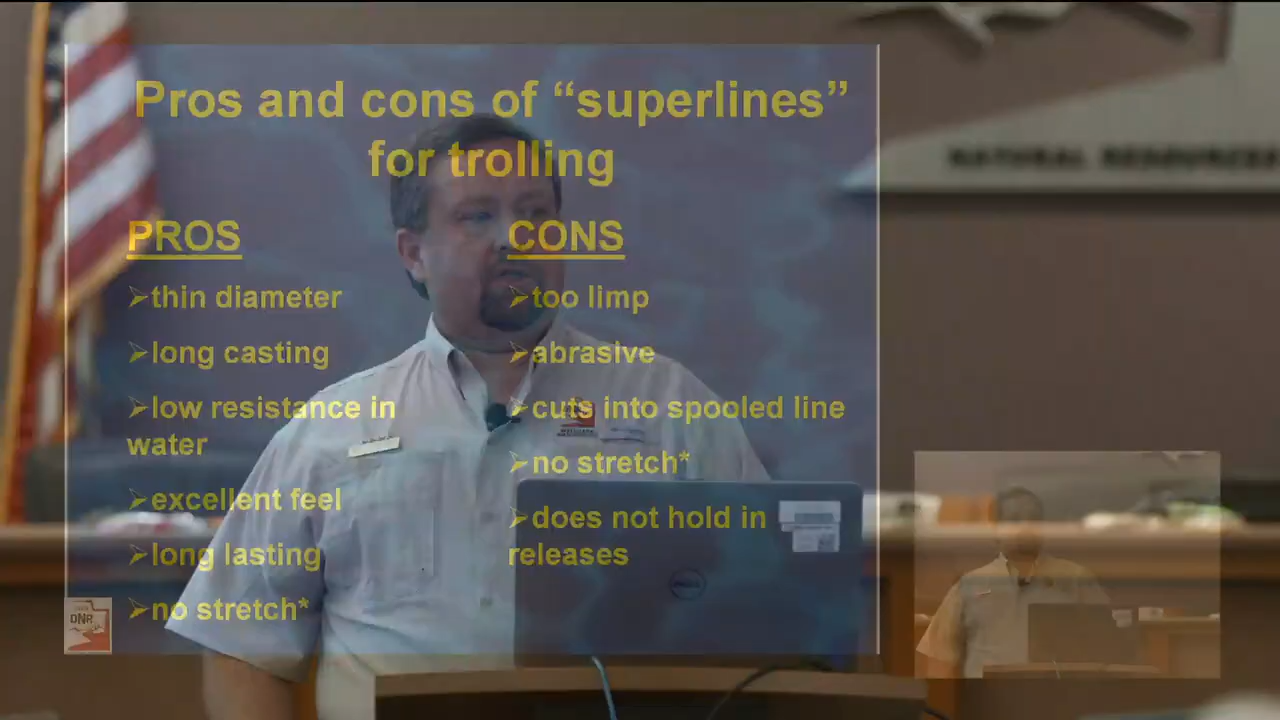 Pros and cons of “superlines”
for trolling
PROS
➢thin diameter
➢long casting
➢low resistance in
water
➢excellent feel
➢long lasting
➢no stretch*
CONS
➢too limp
➢abrasive
➢cuts into spooled line
➢no stretch*
➢does not hold in
releases
NATURAL RESOURCES
DNR
DELL